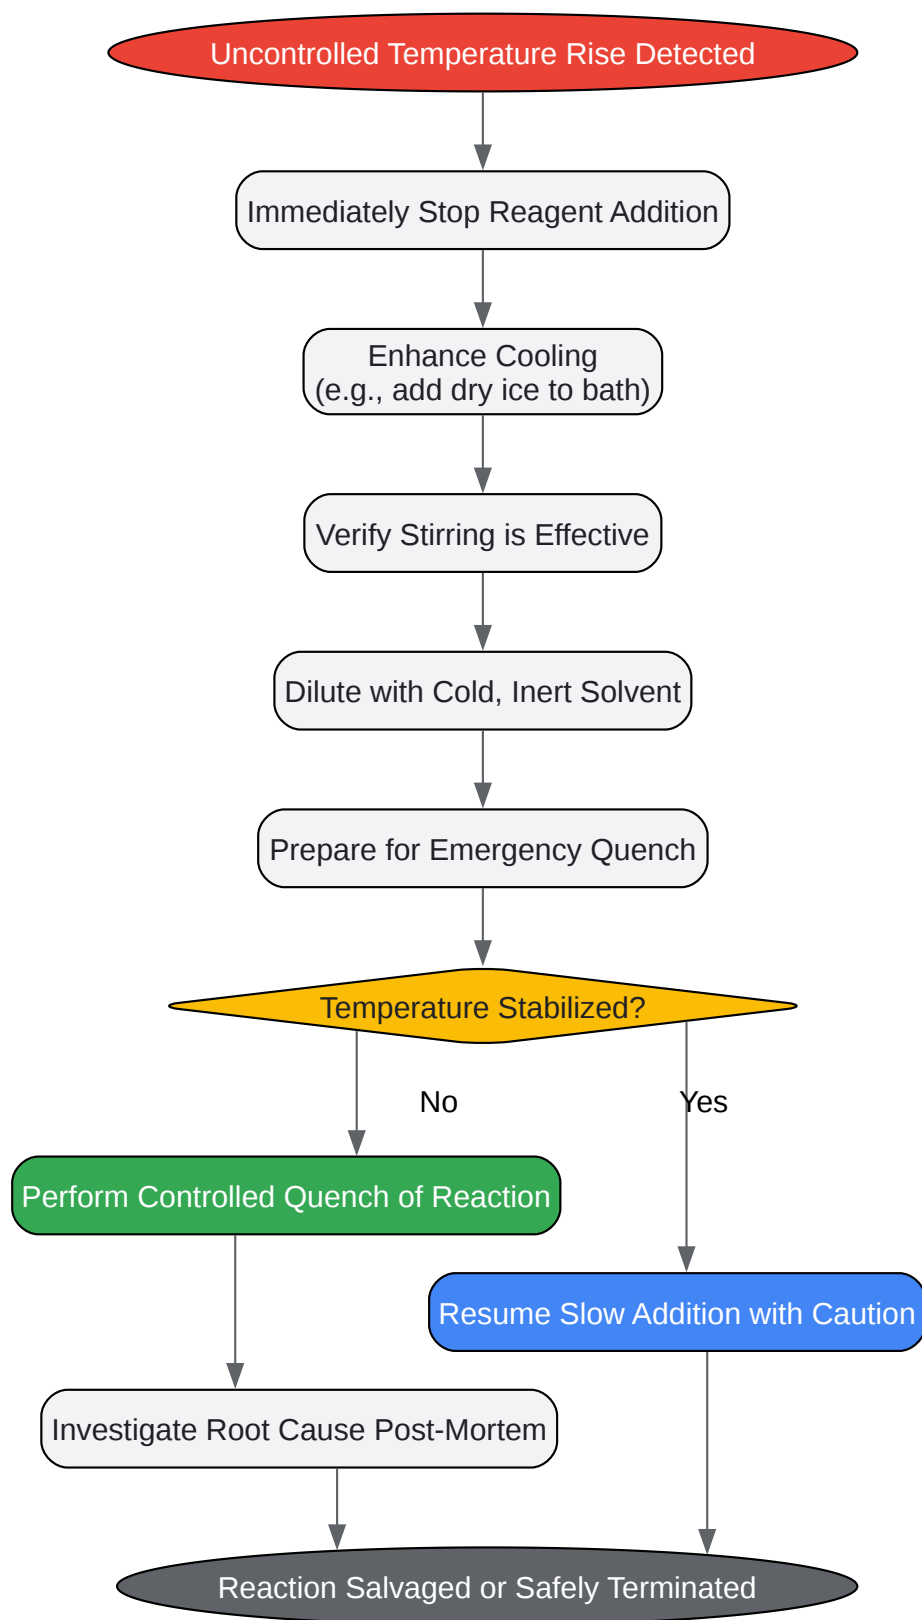 Uncontrolled Temperature Rise Detected
Immediately Stop Reagent Addition
Enhance Cooling
(e.g., add dry ice to bath)
Verify Stirring is Effective
Dilute with Cold, Inert Solvent
Prepare for Emergency Quench
Temperature Stabilized?
No
Yes
Perform Controlled Quench of Reaction
Resume Slow Addition with Caution
Investigate Root Cause Post-Mortem
Reaction Salvaged or Safely Terminated